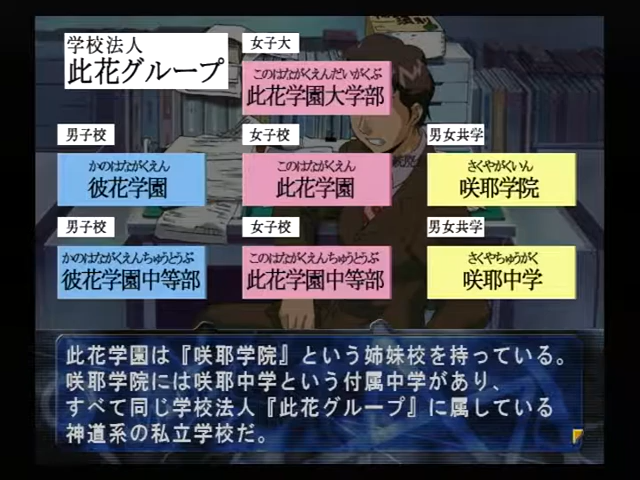 学校法人
此花グループ
女子大
このはながくえんだいがくぶ
此花学園大学部
男子校
女子校
男女共学
かのはながくえん
彼花学園
このはながくえん
此花学園
さくやがくいん
咲耶学院
男子校
女子校
男女共学
かのはながくえんちゅうとうぶ
彼花学園中等部
このはながくえんちゅうとうぶ
此花学園中等部
さくやちゅうがく
咲耶中学
此花学園は『咲耶学院』という姉妹校を持っている。
咲耶学院には咲耶中学という付属中学があり、
すべて同じ学校法人『此花グループ』に属している
神道系の私立学校だ。